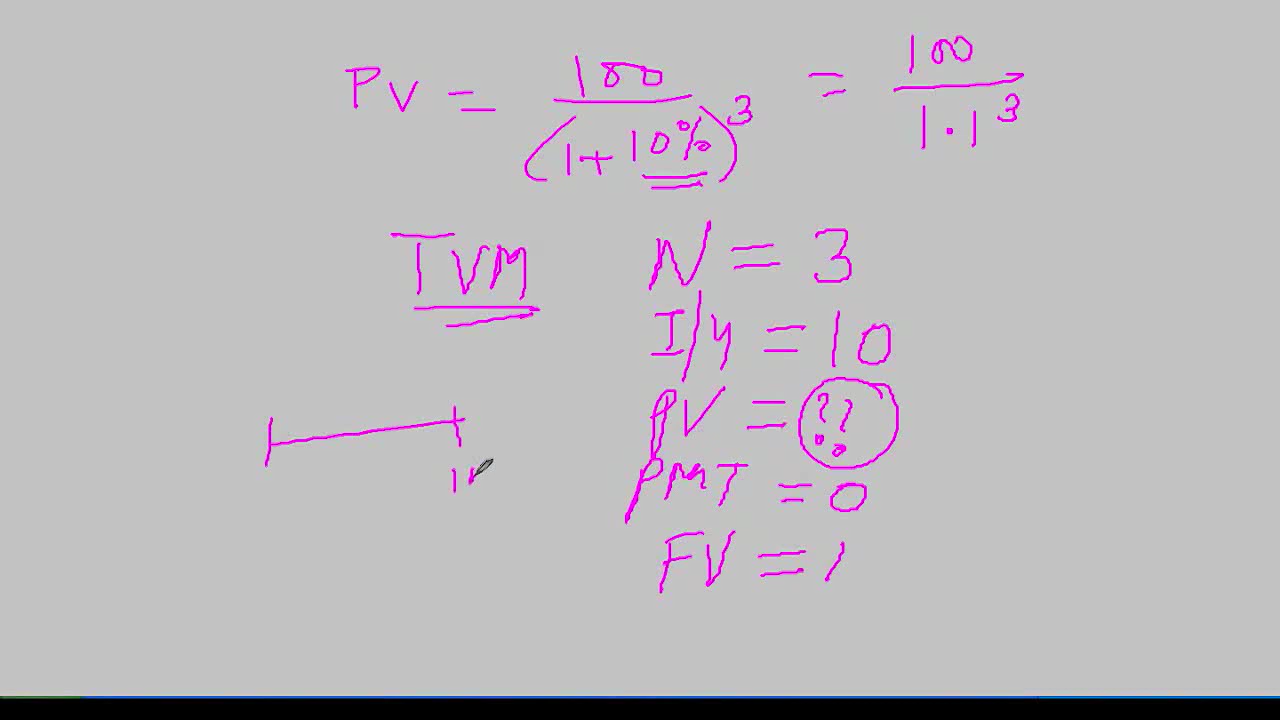 PV = 100 / (1 + 10%)^3 = 100 / 1.1^3
TVM
N = 3
I/Y = 10
PV = ??
PMT = 0
FV = 1